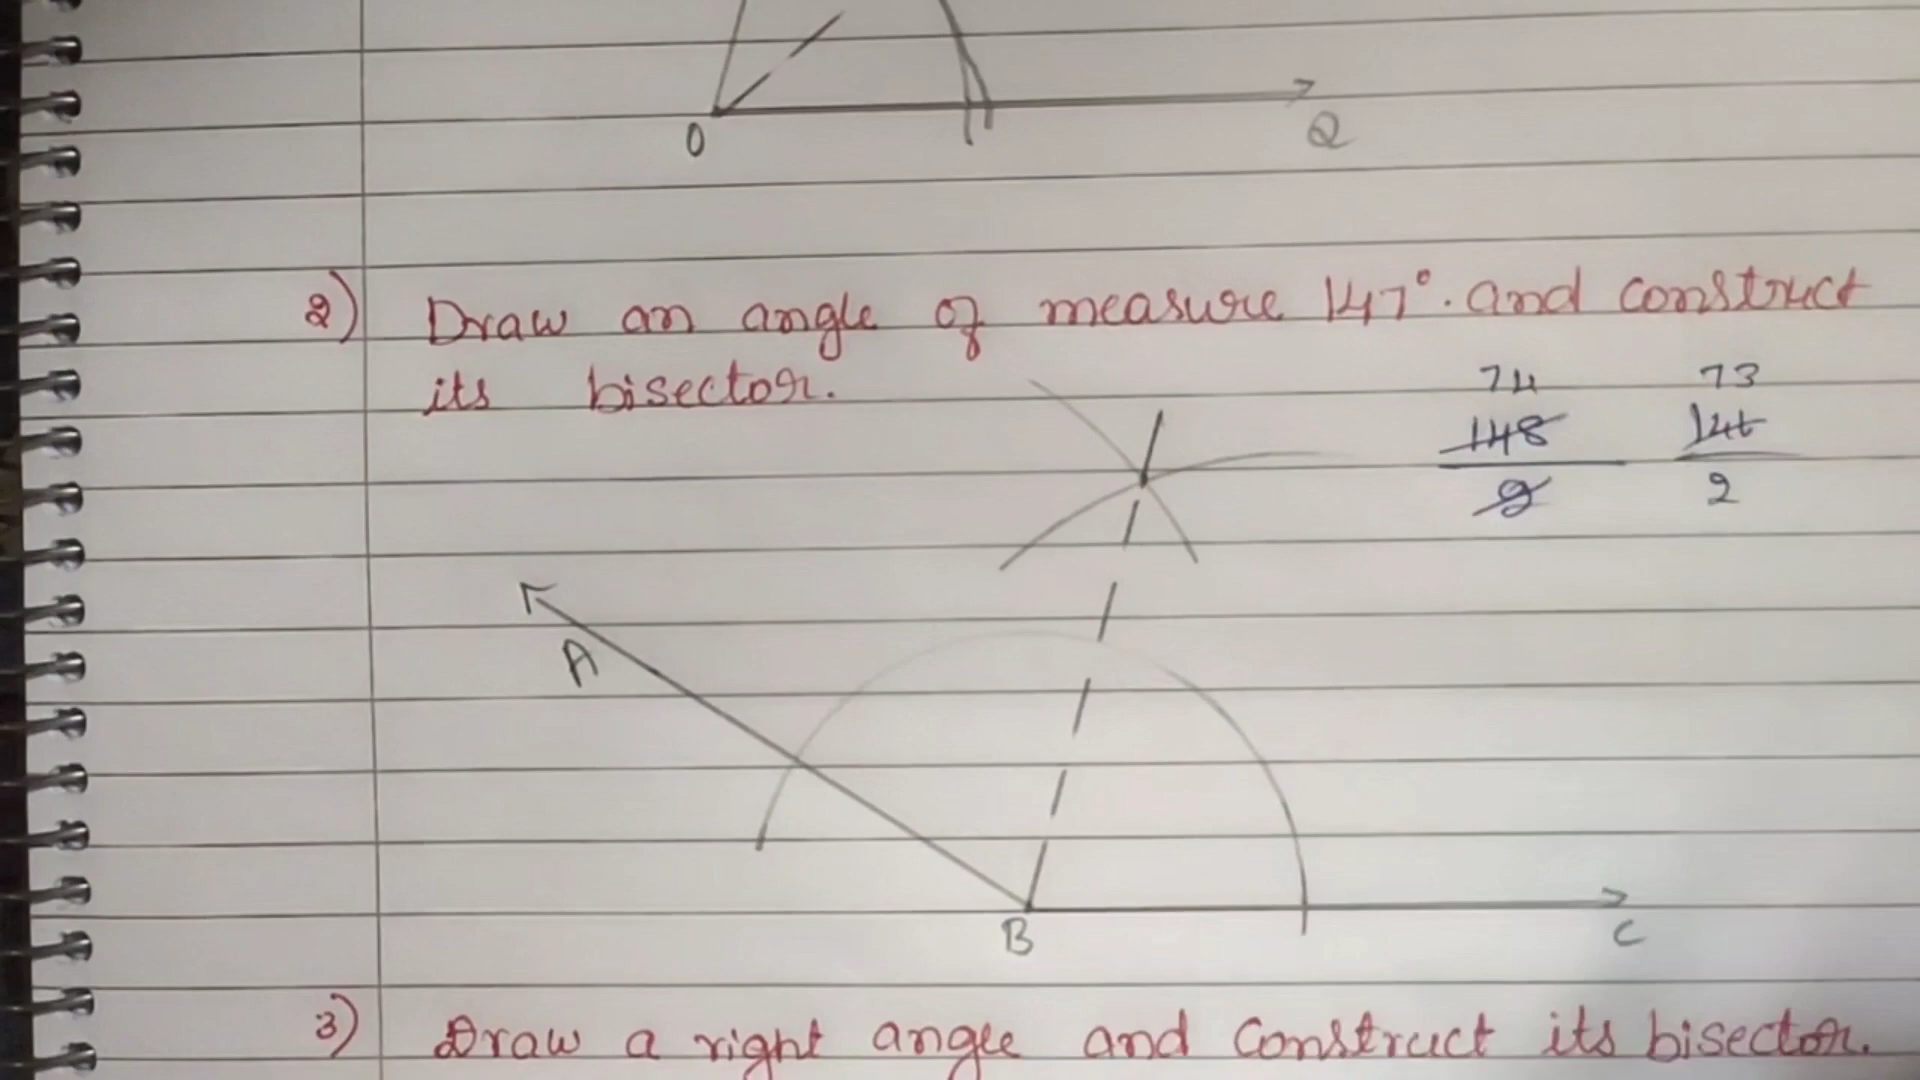 O Q
2) Draw an angle of measure 147°. and construct
its bisector.
74 73
148 146
2 2
A
B C
3) Draw a right angle and construct its bisector.